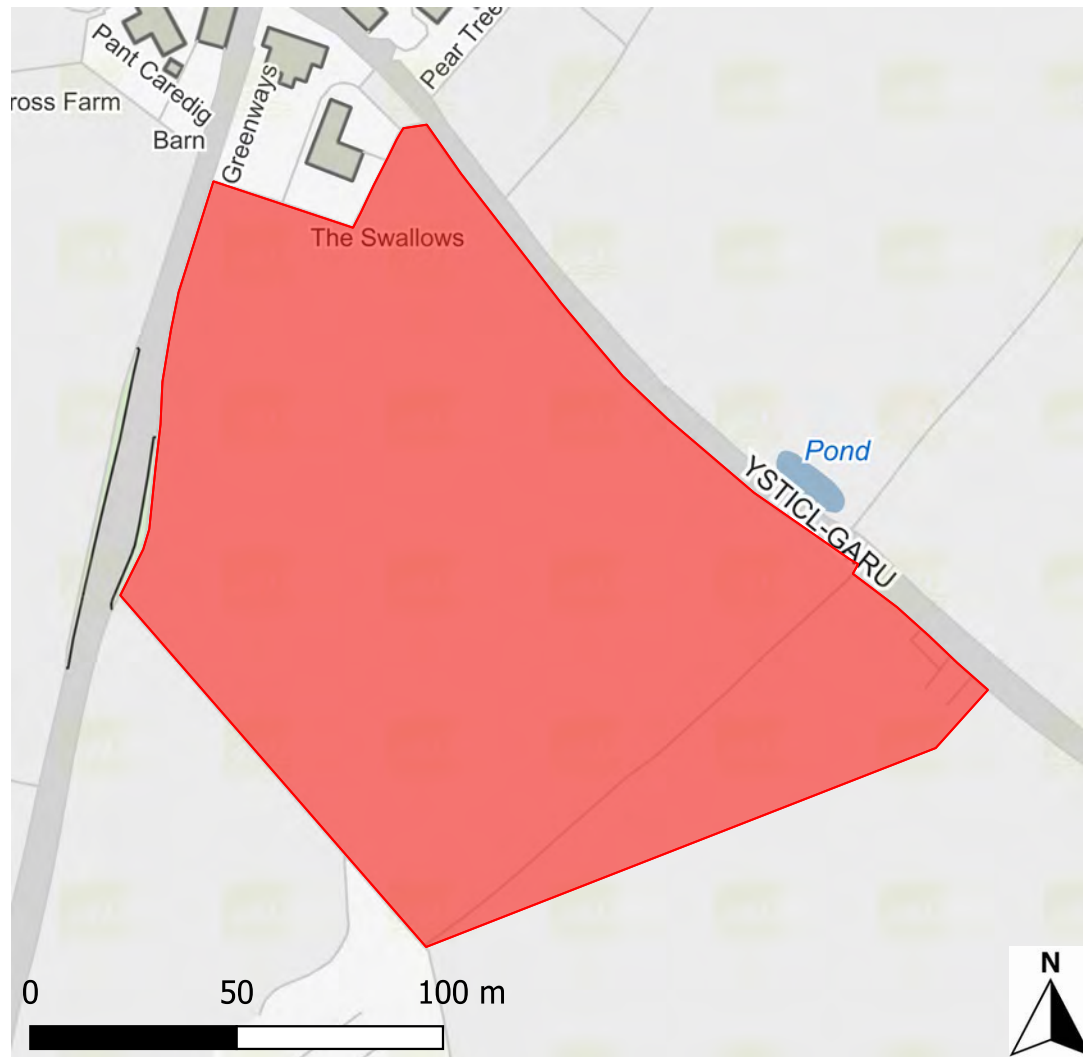 Pant Caredig
Pear Tree
ross Farm
Barn
Greenways
The Swallows
Pond
YSTICL-GARU
N
0 50 100 m